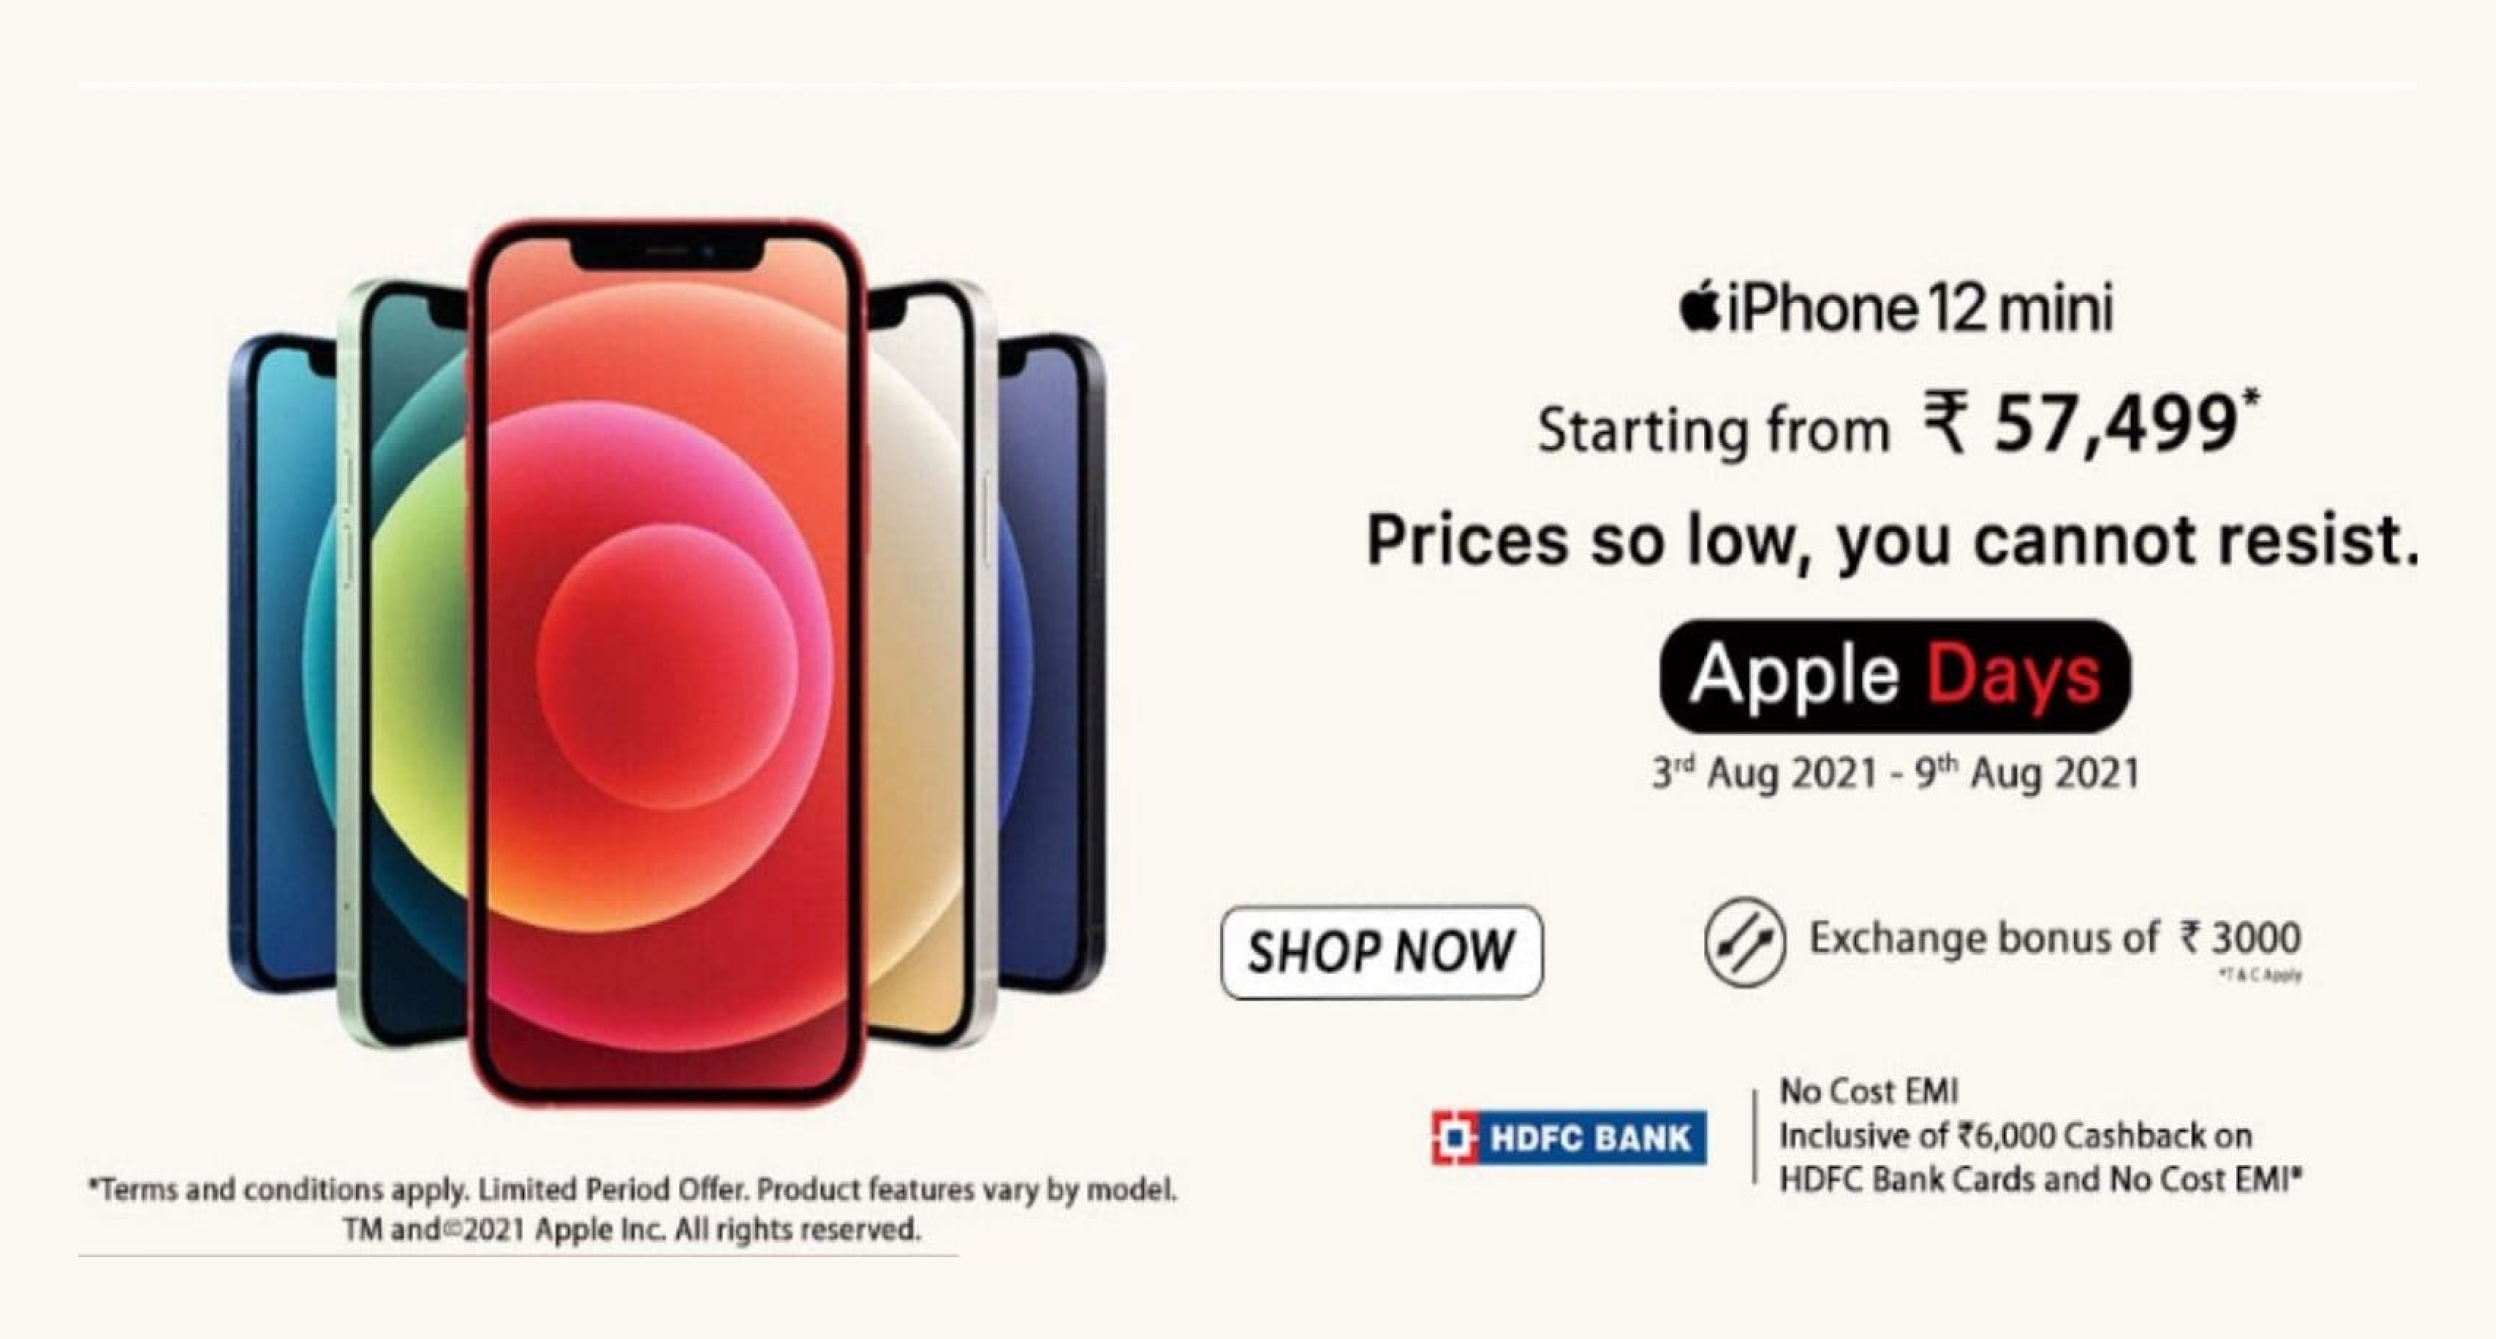 iPhone 12 mini
Starting from ₹ 57,499*
Prices so low, you cannot resist.
Apple Days
3rd Aug 2021 - 9th Aug 2021
SHOP NOW
Exchange bonus of ₹ 3000
*T & C Apply
HDFC BANK
No Cost EMI
Inclusive of ₹6,000 Cashback on
HDFC Bank Cards and No Cost EMI*
*Terms and conditions apply. Limited Period Offer. Product features vary by model.
TM and©2021 Apple Inc. All rights reserved.